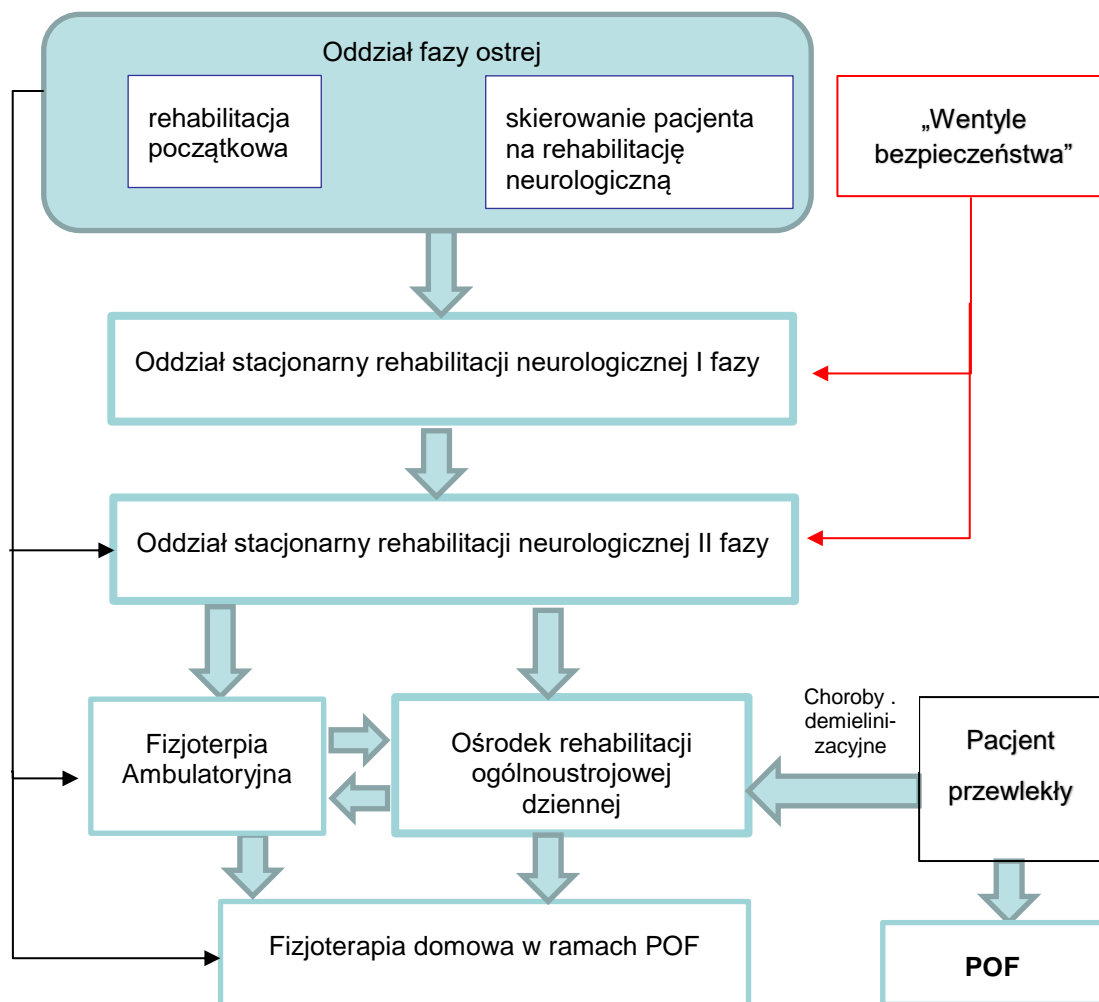 Oddział fazy ostrej
rehabilitacja
początkowa
skierowanie pacjenta
na rehabilitację
neurologiczną
„Wentyle
bezpieczeństwa”
Oddział stacjonarny rehabilitacji neurologicznej I fazy
Oddział stacjonarny rehabilitacji neurologicznej II fazy
Fizjoterpia
Ambulatoryjna
Ośrodek rehabilitacji
ogólnoustrojowej
dziennej
Choroby .
demielini-
zacyjne
Pacjent
przewlekły
Fizjoterapia domowa w ramach POF
POF